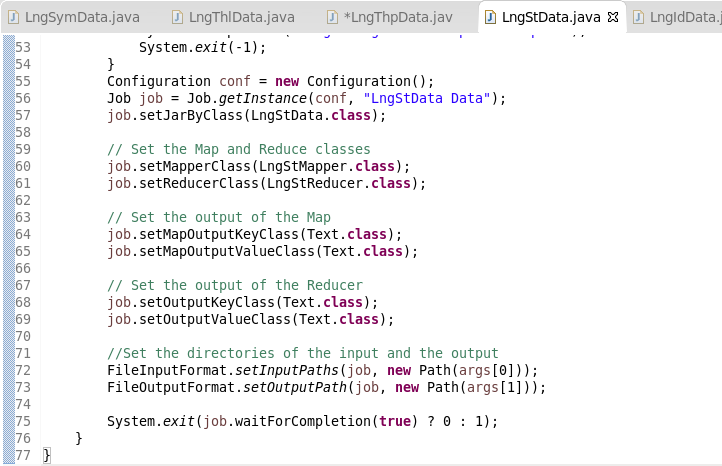 LngSymData.java LngThlData.java *LngThpData.jav LngStData.java LngIdData.j
53 System.exit(-1);
54 }
55 Configuration conf = new Configuration();
56 Job job = Job.getInstance(conf, "LngStData Data");
57 job.setJarByClass(LngStData.class);
58
59 // Set the Map and Reduce classes
60 job.setMapperClass(LngStMapper.class);
61 job.setReducerClass(LngStReducer.class);
62
63 // Set the output of the Map
64 job.setMapOutputKeyClass(Text.class);
65 job.setMapOutputValueClass(Text.class);
66
67 // Set the output of the Reducer
68 job.setOutputKeyClass(Text.class);
69 job.setOutputValueClass(Text.class);
70
71 //Set the directories of the input and the output
72 FileInputFormat.setInputPaths(job, new Path(args[0]));
73 FileOutputFormat.setOutputPath(job, new Path(args[1]));
74
75 System.exit(job.waitForCompletion(true) ? 0 : 1);
76 }
77 }